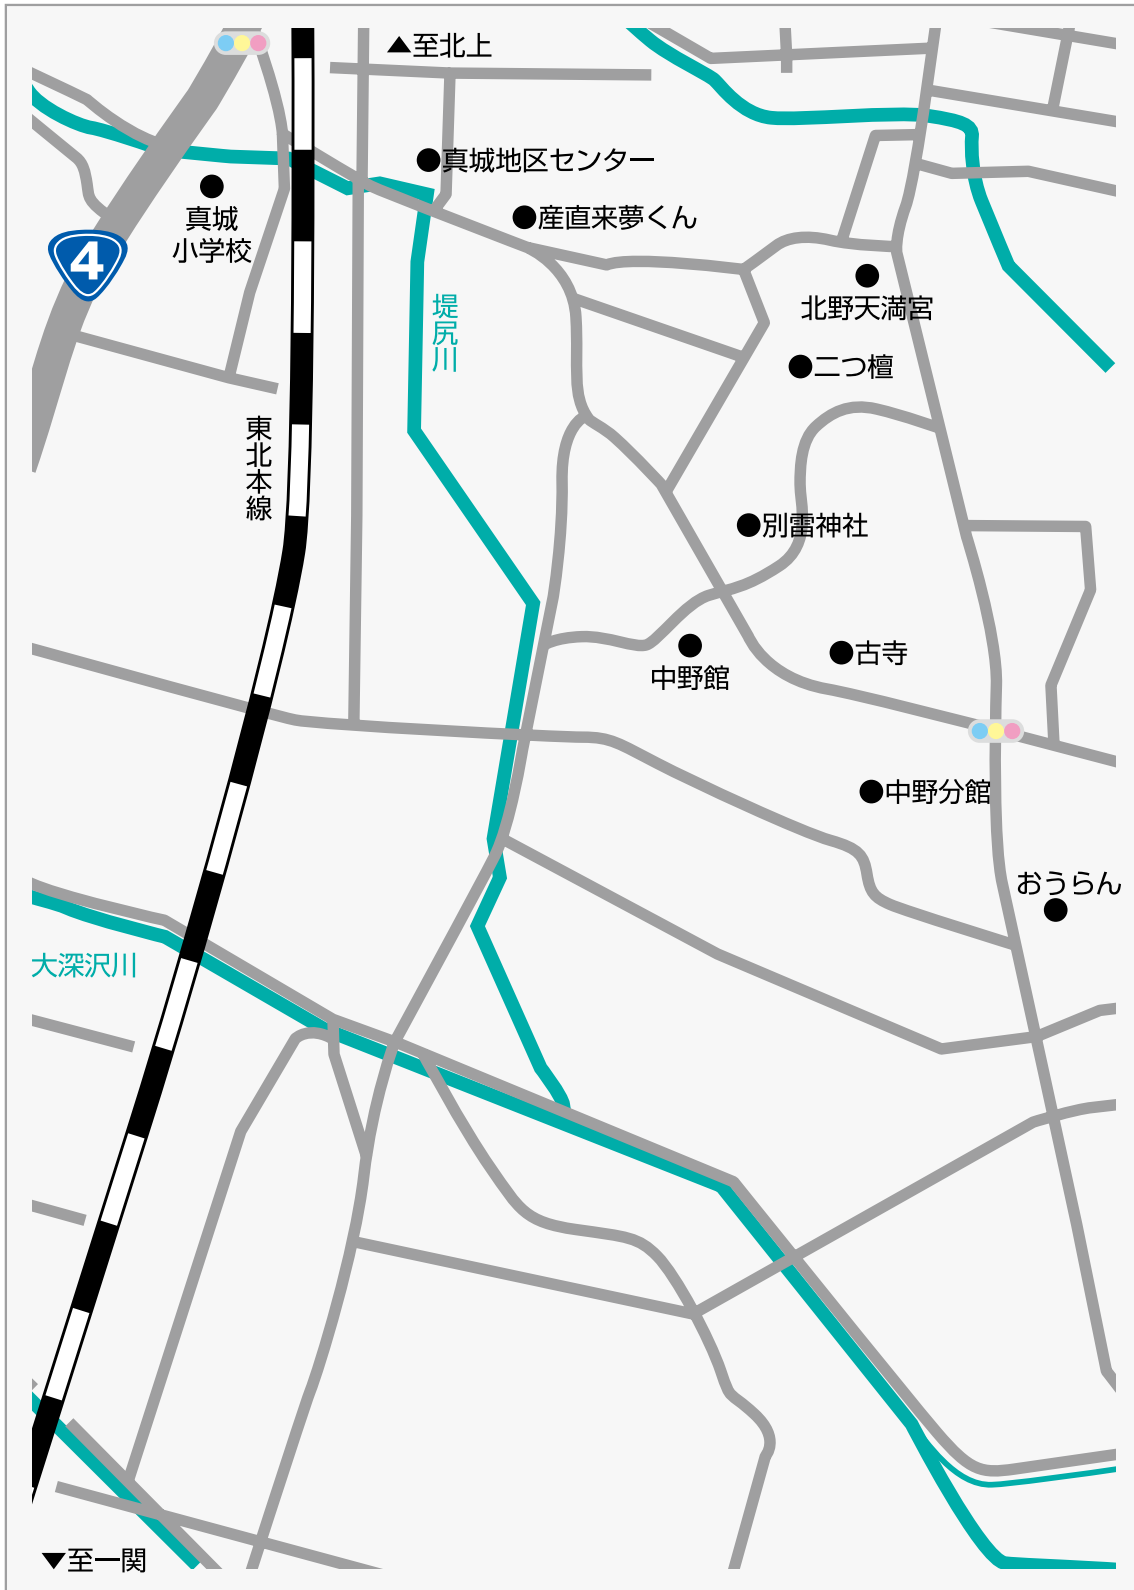 ▲至北上
●真城地区センター
真城
小学校
●産直来夢くん
4
堤尻川
北野天満宮
●二つ檀
東北本線
●別雷神社
●古寺
中野館
●中野分館
おうらん
大深沢川
▼至一関